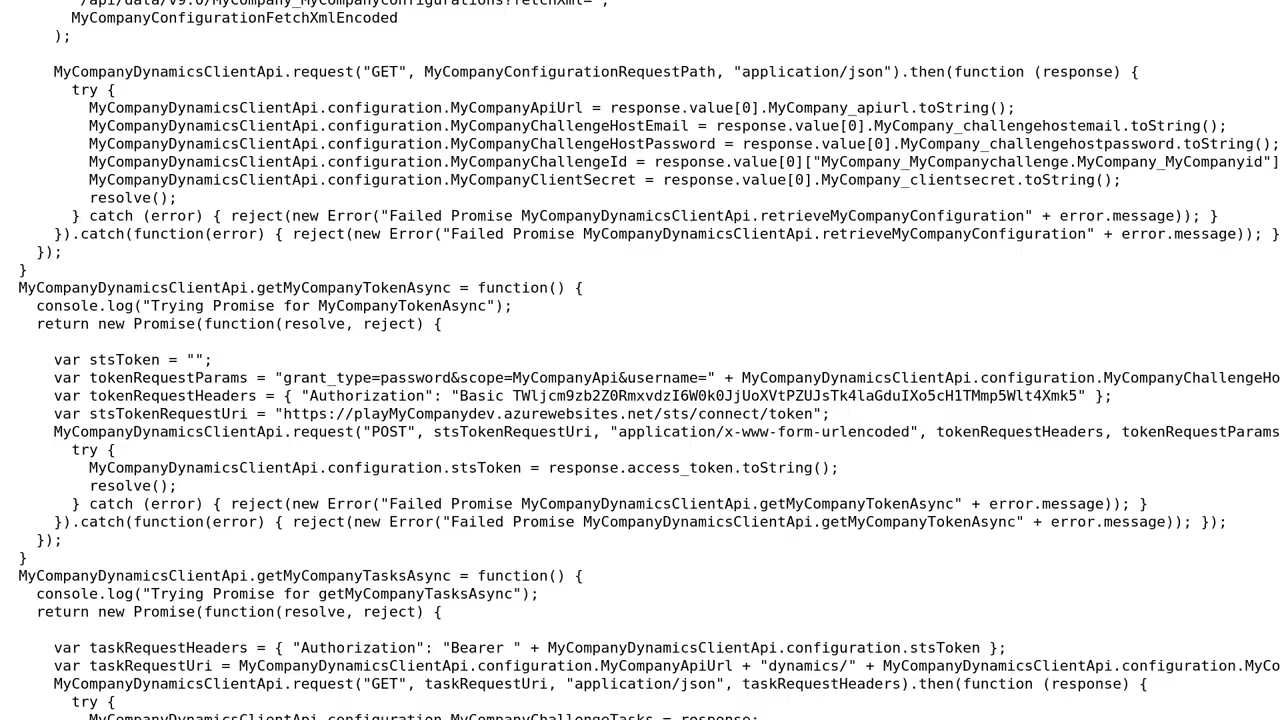 "/api/data/v9.0/MyCompany_MyCompanyconfigurations?fetchXml=",
MyCompanyConfigurationFetchXmlEncoded
);
MyCompanyDynamicsClientApi.request("GET", MyCompanyConfigurationRequestPath, "application/json").then(function (response) {
try {
MyCompanyDynamicsClientApi.configuration.MyCompanyApiUrl = response.value[0].MyCompany_apiurl.toString();
MyCompanyDynamicsClientApi.configuration.MyCompanyChallengeHostEmail = response.value[0].MyCompany_challengehostemail.toString();
MyCompanyDynamicsClientApi.configuration.MyCompanyChallengeHostPassword = response.value[0].MyCompany_challengehostpassword.toString();
MyCompanyDynamicsClientApi.configuration.MyCompanyChallengeId = response.value[0]["MyCompany_MyCompanychallenge.MyCompany_MyCompanyid"]
MyCompanyDynamicsClientApi.configuration.MyCompanyClientSecret = response.value[0].MyCompany_clientsecret.toString();
resolve();
} catch (error) { reject(new Error("Failed Promise MyCompanyDynamicsClientApi.retrieveMyCompanyConfiguration" + error.message)); }
}).catch(function(error) { reject(new Error("Failed Promise MyCompanyDynamicsClientApi.retrieveMyCompanyConfiguration" + error.message)); }
});
}
MyCompanyDynamicsClientApi.getMyCompanyTokenAsync = function() {
console.log("Trying Promise for MyCompanyTokenAsync");
return new Promise(function(resolve, reject) {
var stsToken = "";
var tokenRequestParams = "grant_type=password&scope=MyCompanyApi&username=" + MyCompanyDynamicsClientApi.configuration.MyCompanyChallengeHo
var tokenRequestHeaders = { "Authorization": "Basic TWljcm9zb2Z0RmxvdzI6W0k0JjUoXVtPZUJsTk4laGduIXo5cH1TMmp5Wlt4Xmk5" };
var stsTokenRequestUri = "https://playMyCompanydev.azurewebsites.net/sts/connect/token";
MyCompanyDynamicsClientApi.request("POST", stsTokenRequestUri, "application/x-www-form-urlencoded", tokenRequestHeaders, tokenRequestParams
try {
MyCompanyDynamicsClientApi.configuration.stsToken = response.access_token.toString();
resolve();
} catch (error) { reject(new Error("Failed Promise MyCompanyDynamicsClientApi.getMyCompanyTokenAsync" + error.message)); }
}).catch(function(error) { reject(new Error("Failed Promise MyCompanyDynamicsClientApi.getMyCompanyTokenAsync" + error.message)); });
});
}
MyCompanyDynamicsClientApi.getMyCompanyTasksAsync = function() {
console.log("Trying Promise for getMyCompanyTasksAsync");
return new Promise(function(resolve, reject) {
var taskRequestHeaders = { "Authorization": "Bearer " + MyCompanyDynamicsClientApi.configuration.stsToken };
var taskRequestUri = MyCompanyDynamicsClientApi.configuration.MyCompanyApiUrl + "dynamics/" + MyCompanyDynamicsClientApi.configuration.MyCo
MyCompanyDynamicsClientApi.request("GET", taskRequestUri, "application/json", taskRequestHeaders).then(function (response) {
try {
MyCompanyDynamicsClientApi.configuration.MyCompanyChallengeTasks = response;